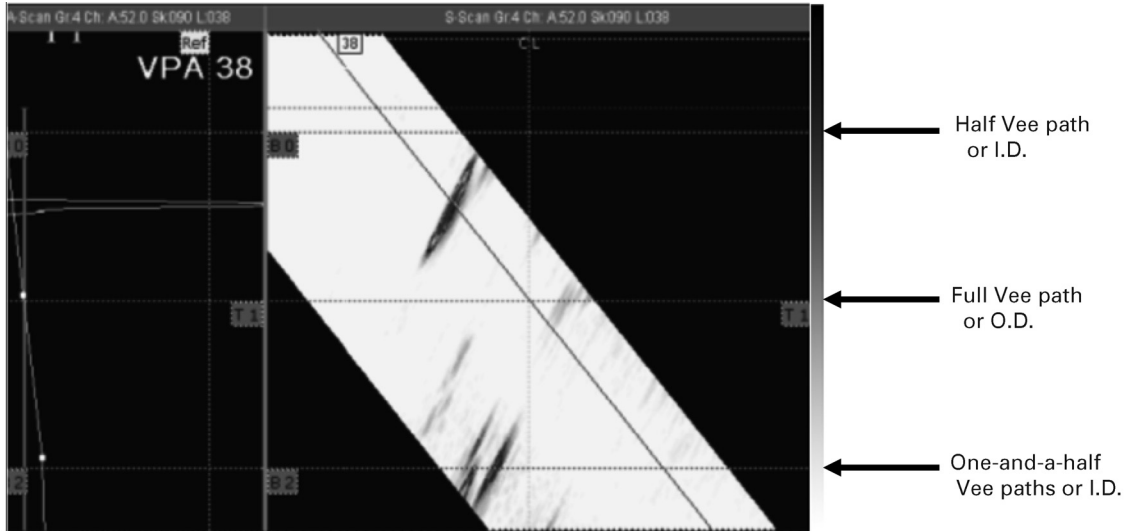 A-Scan Gr.4 Ch: A:52.0 Sk:090 L:038
S-Scan Gr.4 Ch: A:52.0 Sk:090 L:038
Ref
38
CL
VPA 38
Half Vee path
or I.D.
B 0
T 1
T 1
Full Vee path
or O.D.
B 2
One-and-a-half
Vee paths or I.D.